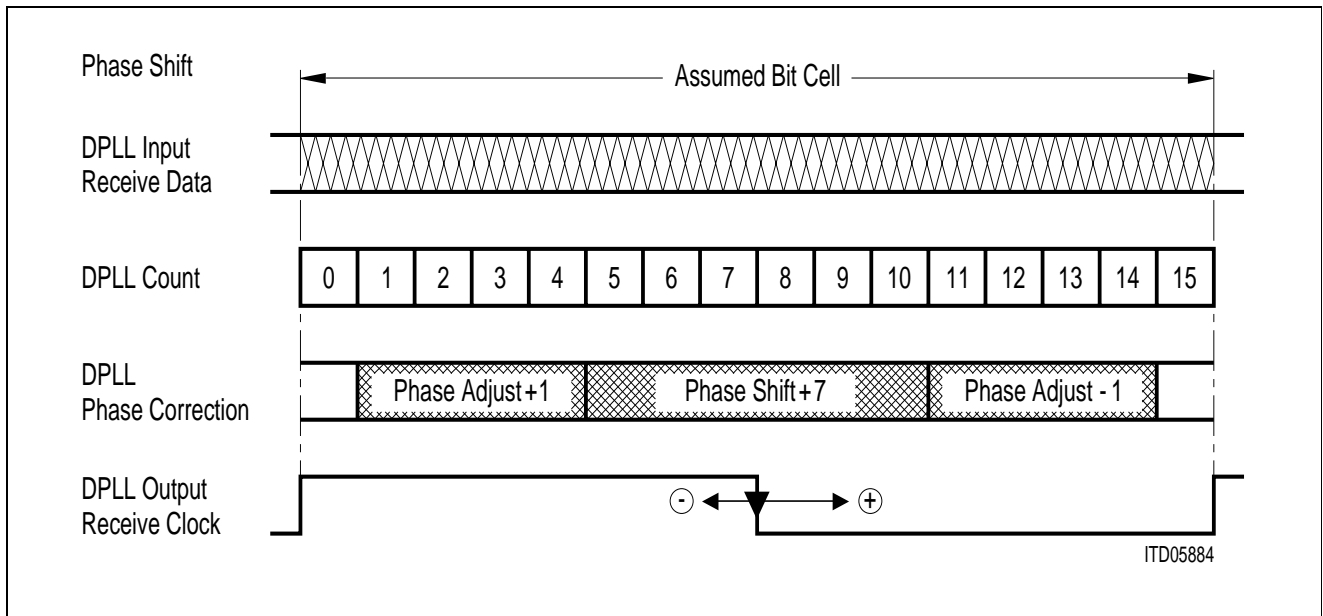 Phase Shift
Assumed Bit Cell
DPLL Input
Receive Data
DPLL Count
0 1 2 3 4 5 6 7 8 9 10 11 12 13 14 15
DPLL
Phase Correction
Phase Adjust +1 Phase Shift +7 Phase Adjust - 1
DPLL Output
Receive Clock
- +
ITD05884